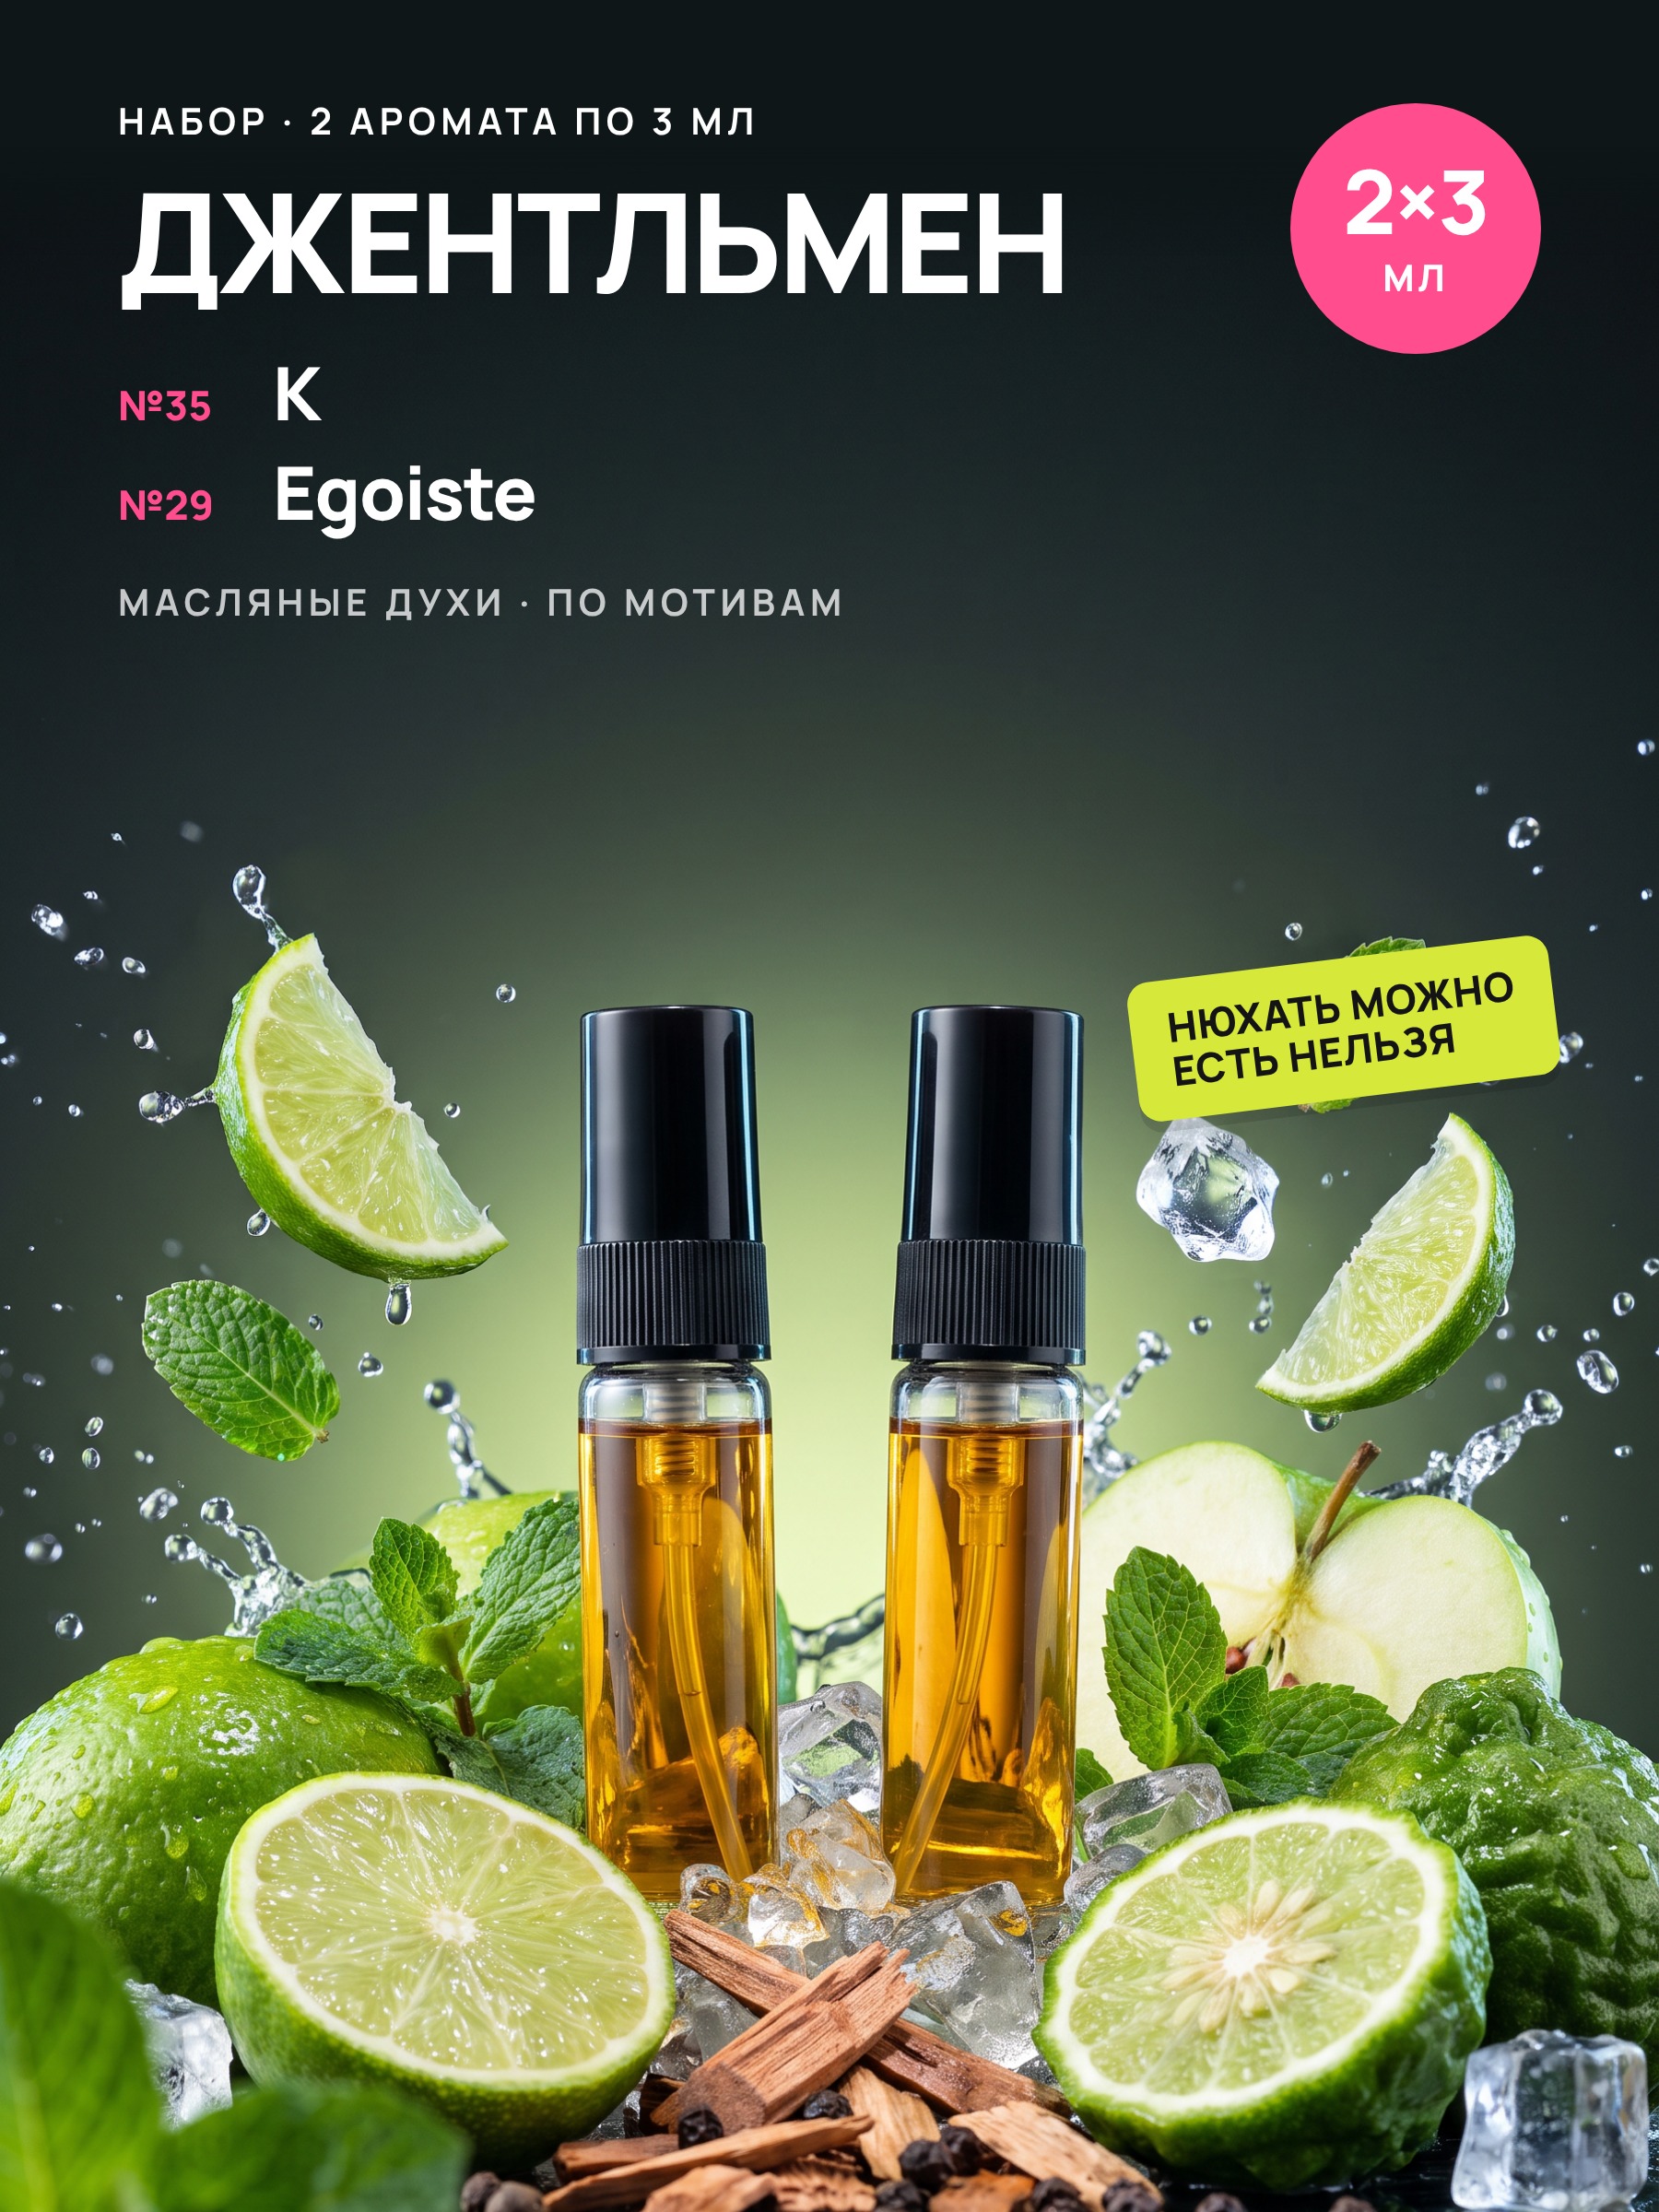 НАБОР · 2 АРОМАТА ПО 3 МЛ
ДЖЕНТЛЬМЕН
2×3
МЛ
№35 K
№29 Egoiste
МАСЛЯНЫЕ ДУХИ · ПО МОТИВАМ
НЮХАТЬ МОЖНО
ЕСТЬ НЕЛЬЗЯ